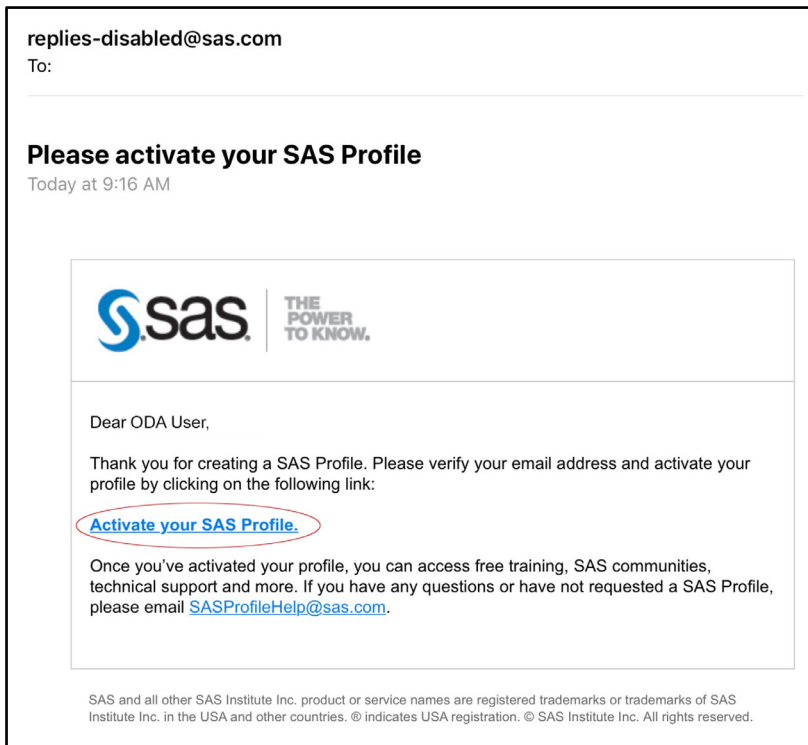 replies-disabled@sas.com
To:
Please activate your SAS Profile
Today at 9:16 AM
S.sas. THE
POWER
TO KNOW.
Dear ODA User,
Thank you for creating a SAS Profile. Please verify your email address and activate your
profile by clicking on the following link:
Activate your SAS Profile.
Once you've activated your profile, you can access free training, SAS communities,
technical support and more. If you have any questions or have not requested a SAS Profile,
please email SASProfileHelp@sas.com.
SAS and all other SAS Institute Inc. product or service names are registered trademarks or trademarks of SAS
Institute Inc. in the USA and other countries. ® indicates USA registration. © SAS Institute Inc. All rights reserved.